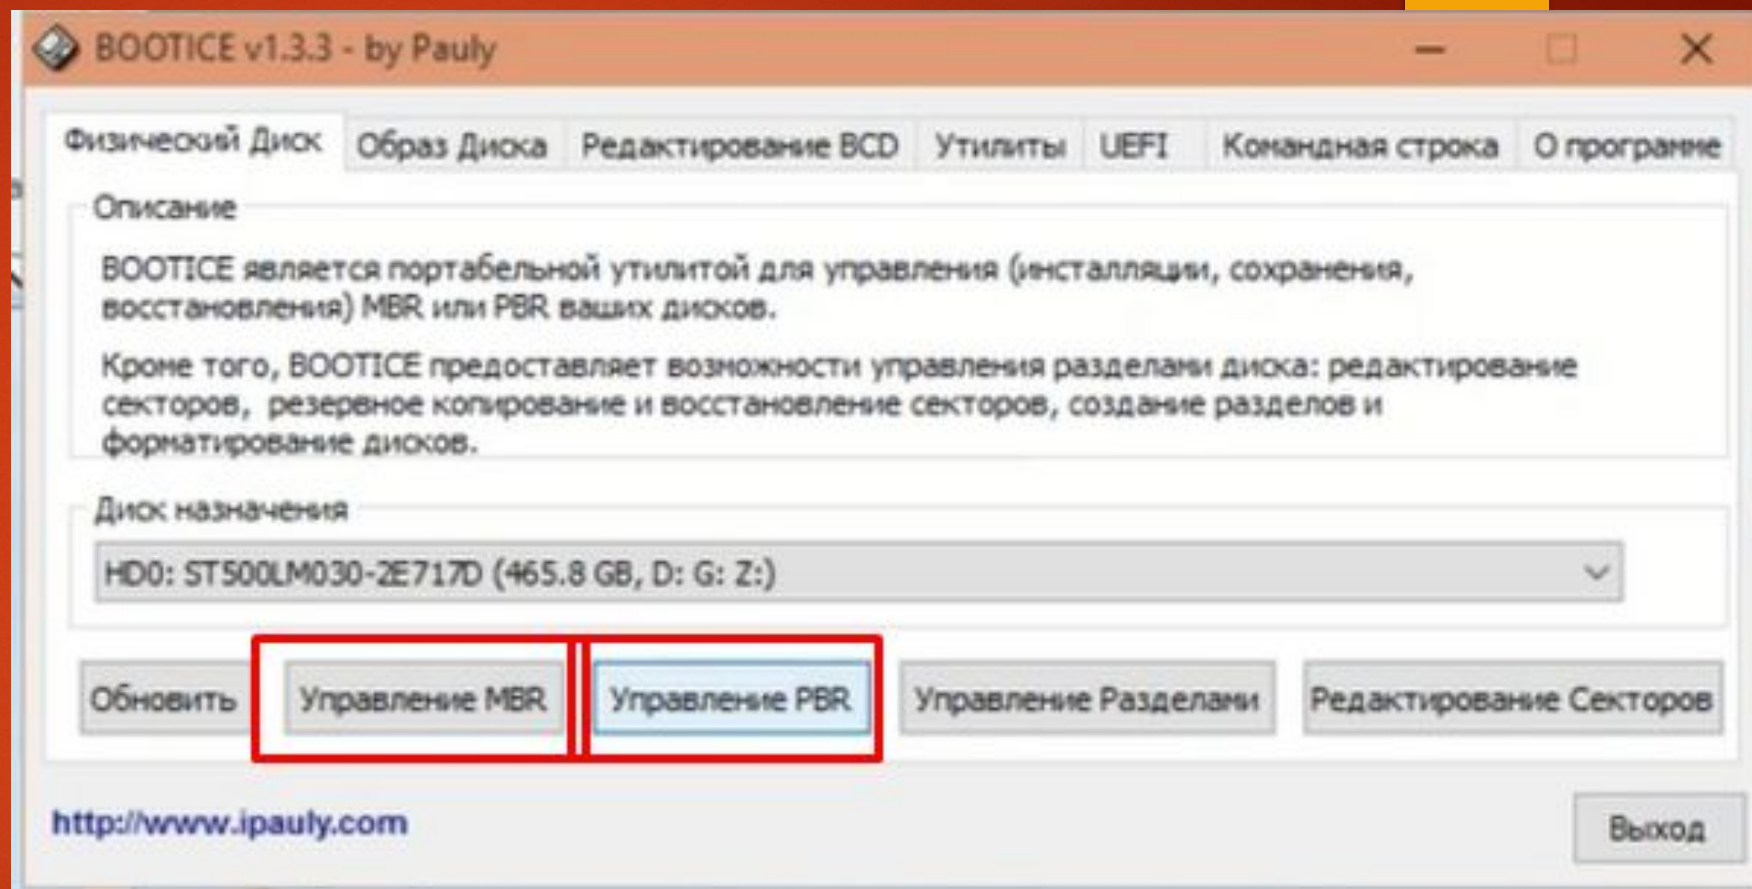 BOOTICE v1.3.3 - by Pauly
Физический Диск Образ Диска Редактирование BCD Утилиты UEFI Командная строка О программе
Описание
BOOTICE является портабельной утилитой для управления (инсталляции, сохранения,
восстановления) MBR или PBR ваших дисков.
Кроме того, BOOTICE предоставляет возможности управления разделами диска: редактирование
секторов, резервное копирование и восстановление секторов, создание разделов и
форматирование дисков.
Диск назначения
HD0: ST500LM030-2E717D (465.8 GB, D: G: Z:)
Обновить Управление MBR Управление PBR Управление Разделами Редактирование Секторов
http://www.ipauly.com
Выход